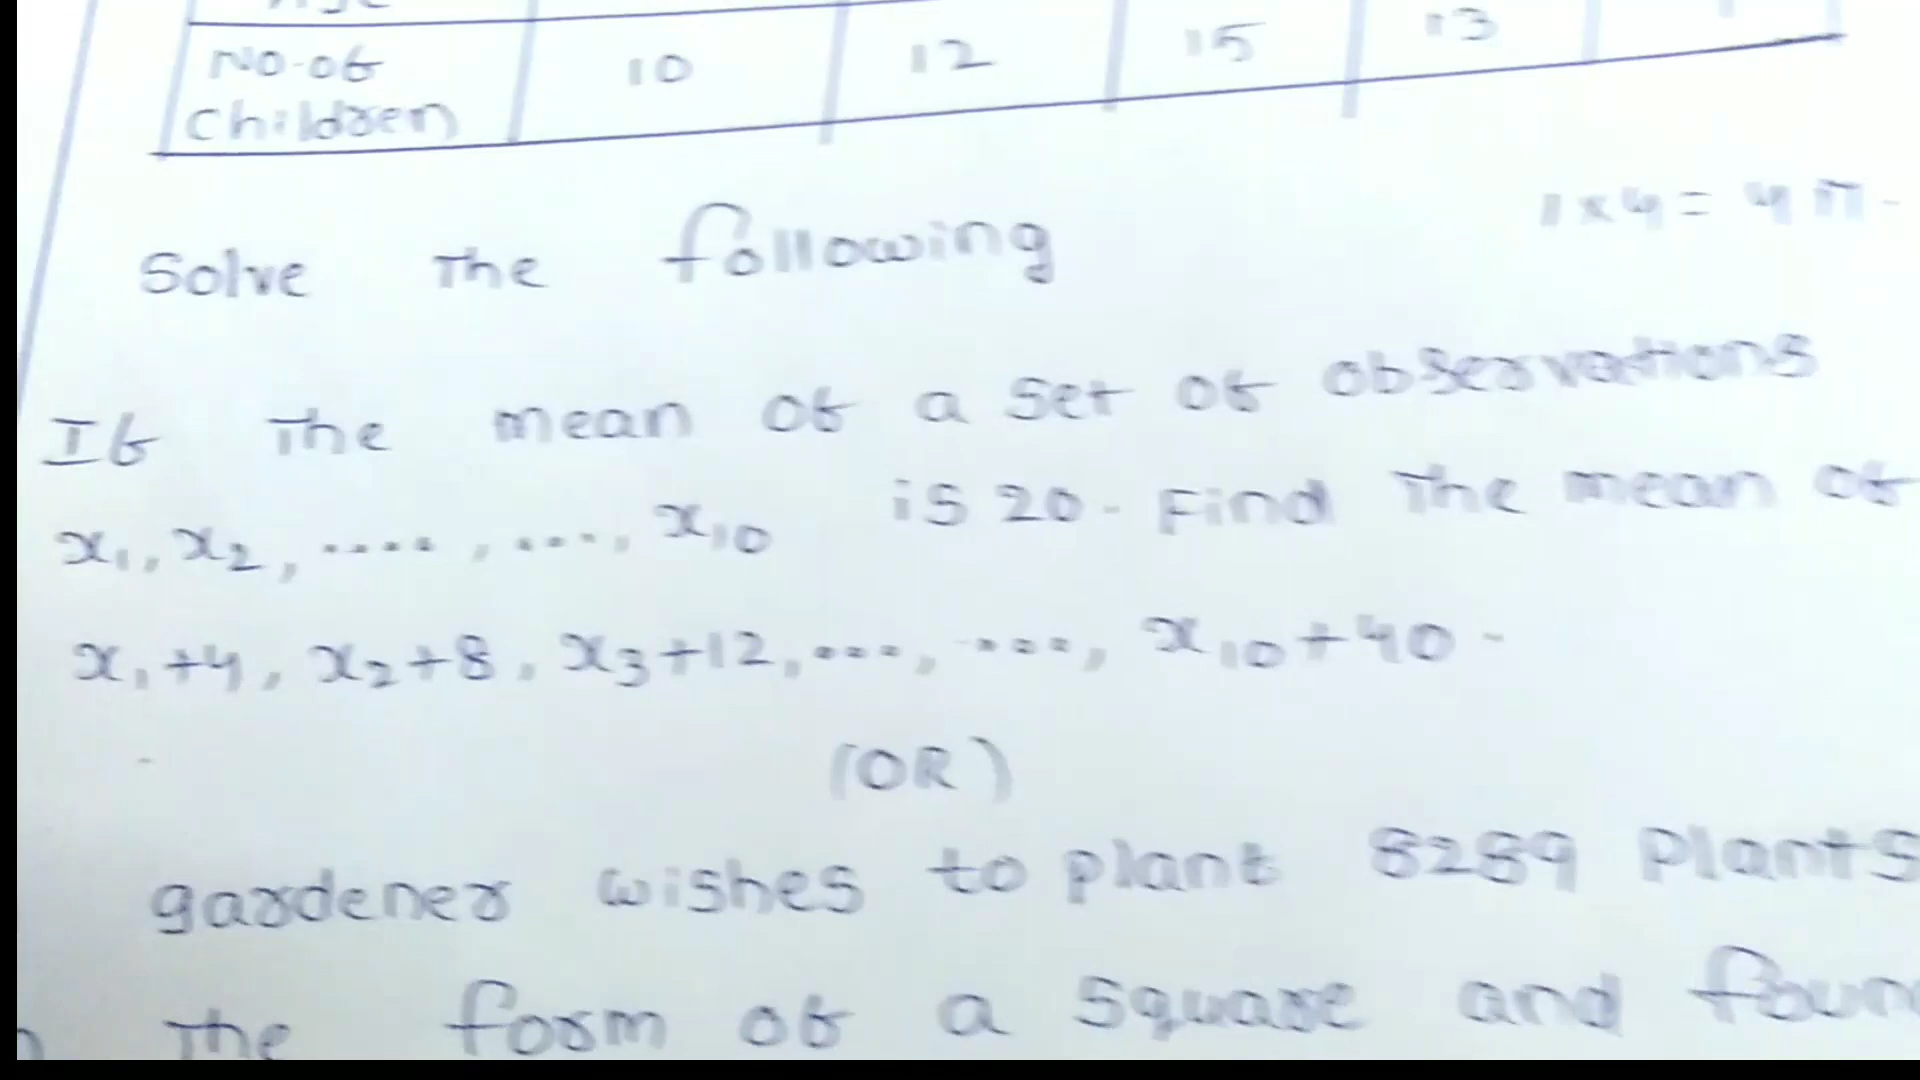 No. of 10 12 15 13
children
Solve The following 1 x 4 = 4 M.
If The mean of a set of observations
x₁, x₂, ...., ...., x₁₀ is 20. Find The mean of
x₁+4, x₂+8, x₃+12, ...., ...., x₁₀+40.
(OR)
gardener wishes to plant 8289 Plants
The form of a square and foun